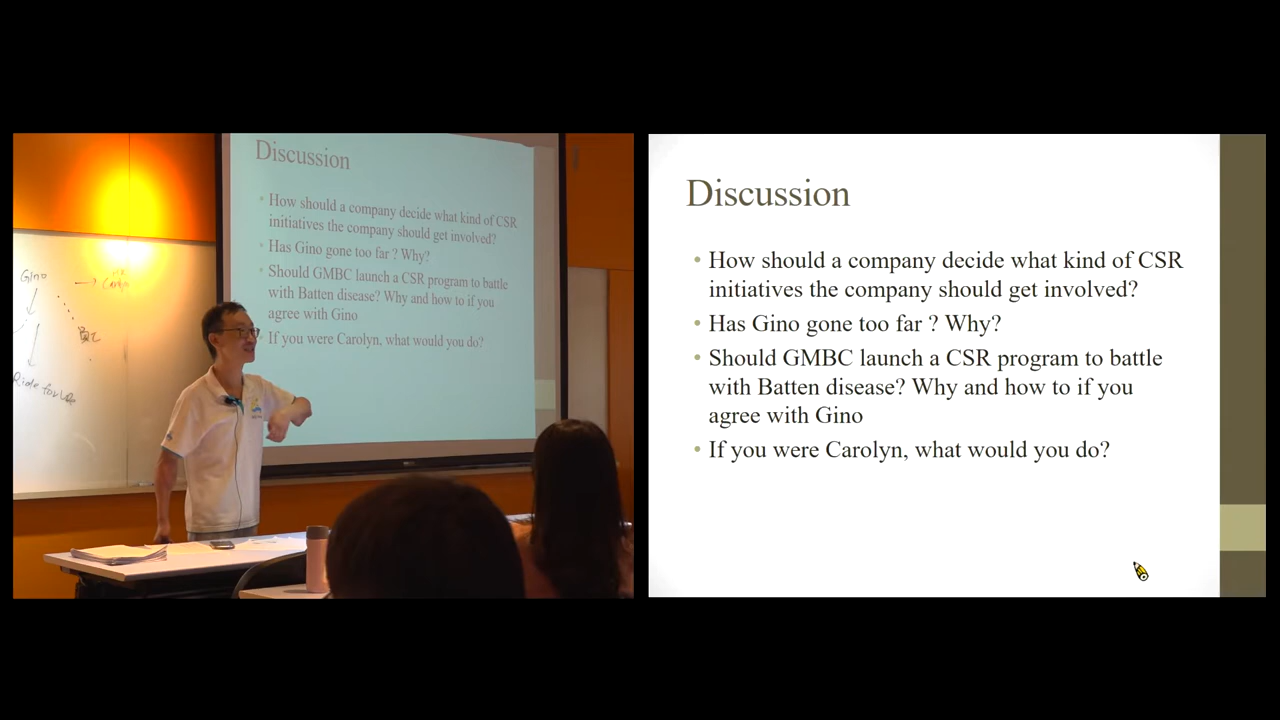 Gino
→ Carolyn
員工
Ride for Life
Discussion
• How should a company decide what kind of CSR
initiatives the company should get involved?
• Has Gino gone too far ? Why?
• Should GMBC launch a CSR program to battle
with Batten disease? Why and how to if you
agree with Gino
• If you were Carolyn, what would you do?
Discussion
• How should a company decide what kind of CSR
initiatives the company should get involved?
• Has Gino gone too far ? Why?
• Should GMBC launch a CSR program to battle
with Batten disease? Why and how to if you
agree with Gino
• If you were Carolyn, what would you do?